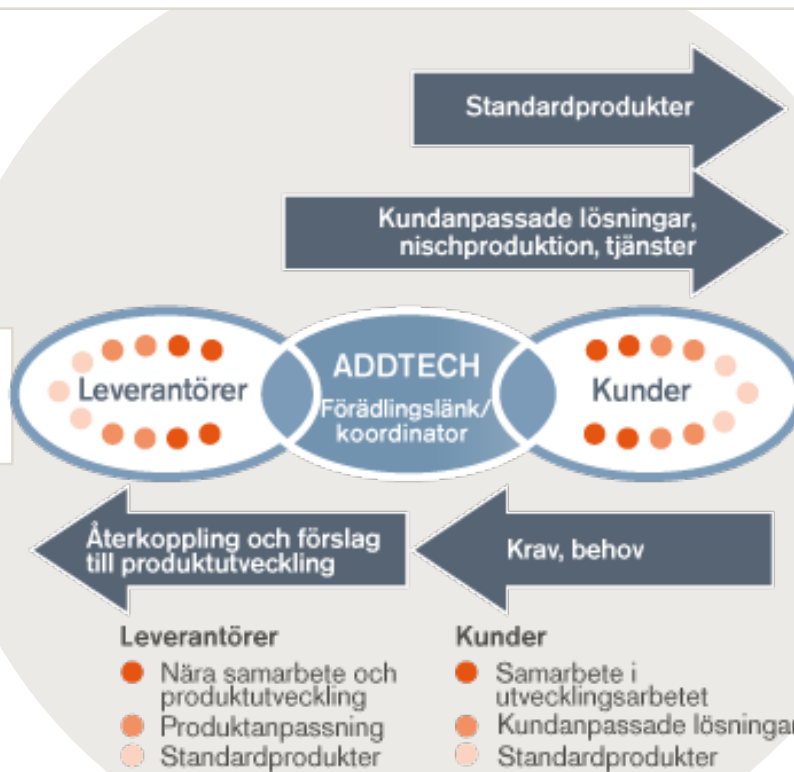 Standardprodukter
Kundanpassade lösningar,
nischproduktion, tjänster
Leverantörer
ADDTECH
Förädlingslänk/
koordinator
Kunder
Återkoppling och förslag
till produktutveckling
Krav, behov
Leverantörer
Nära samarbete och
produktutveckling
Produktanpassning
Standardprodukter
Kunder
Samarbete i
utvecklingsarbetet
Kundanpassade lösningar
Standardprodukter